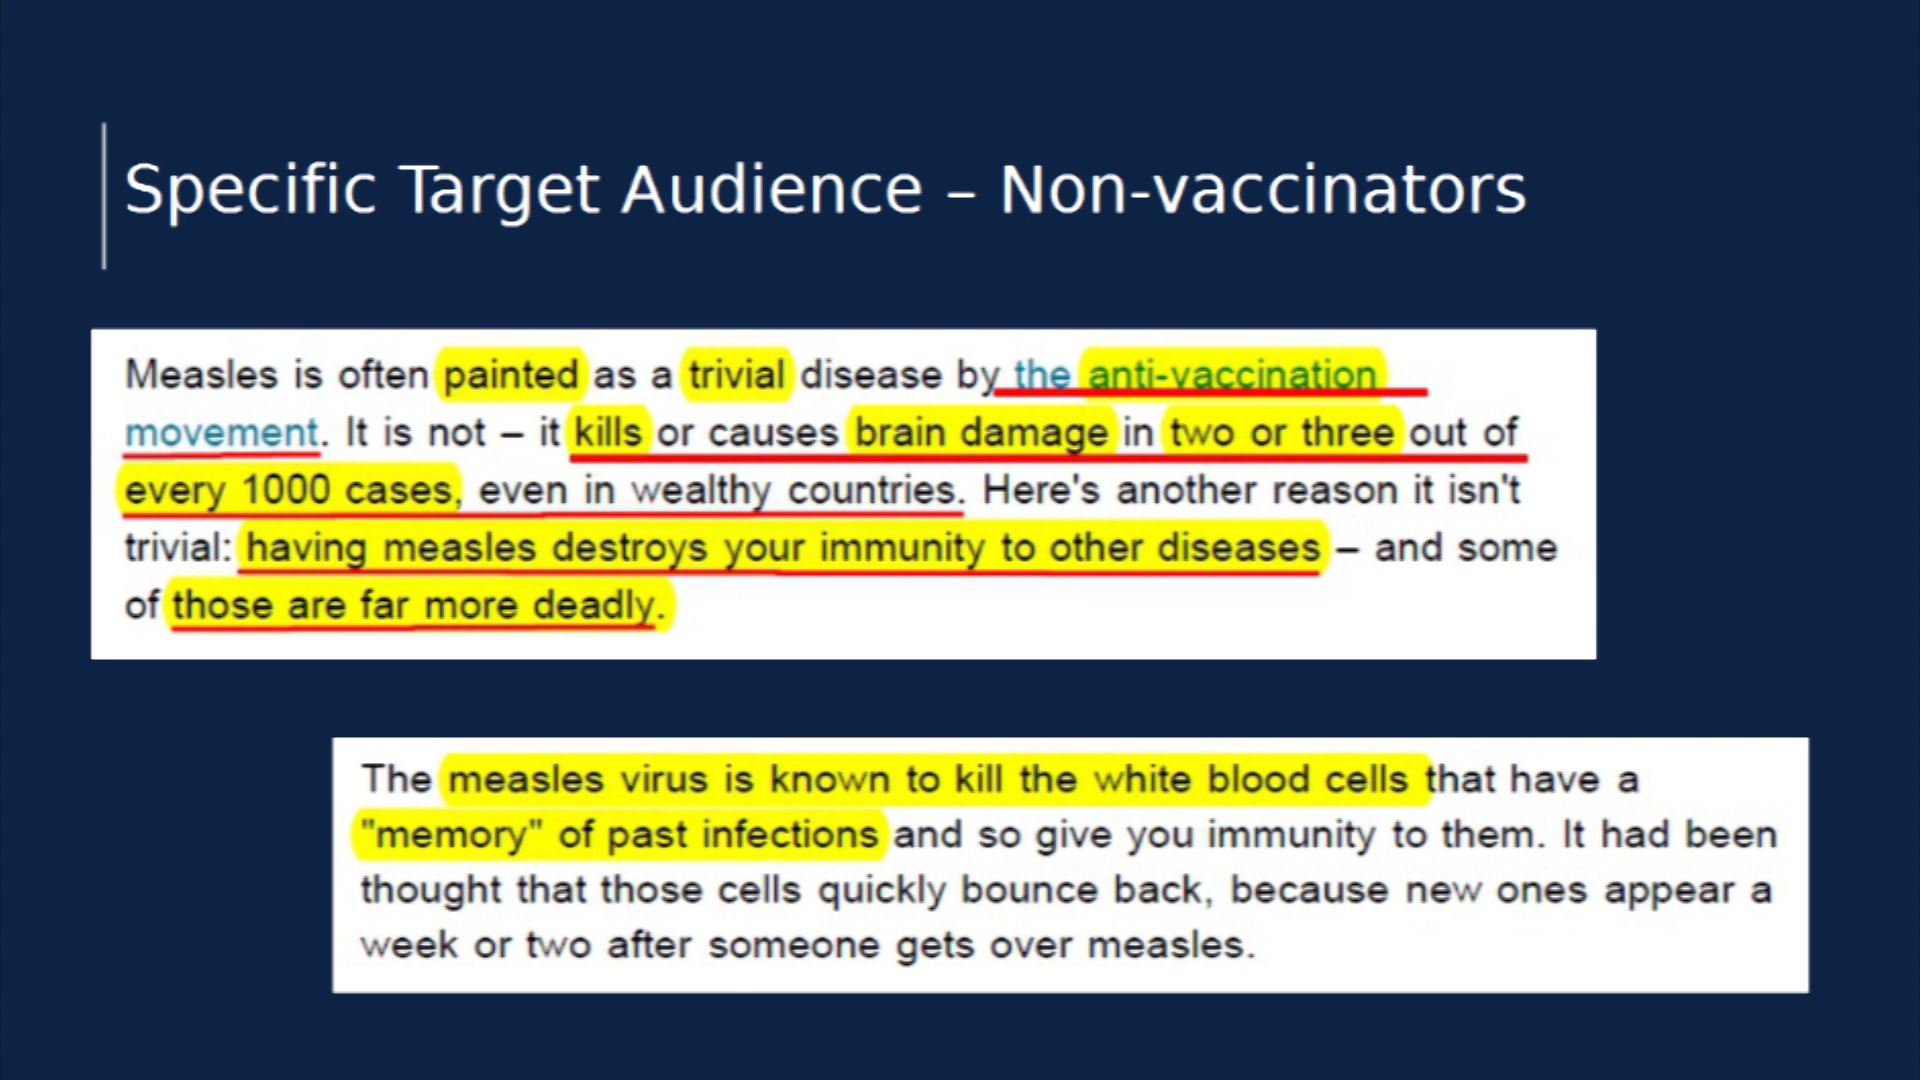 Specific Target Audience – Non-vaccinators
Measles is often painted as a trivial disease by the anti-vaccination
movement. It is not – it kills or causes brain damage in two or three out of
every 1000 cases, even in wealthy countries. Here's another reason it isn't
trivial: having measles destroys your immunity to other diseases – and some
of those are far more deadly.
The measles virus is known to kill the white blood cells that have a
"memory" of past infections and so give you immunity to them. It had been
thought that those cells quickly bounce back, because new ones appear a
week or two after someone gets over measles.